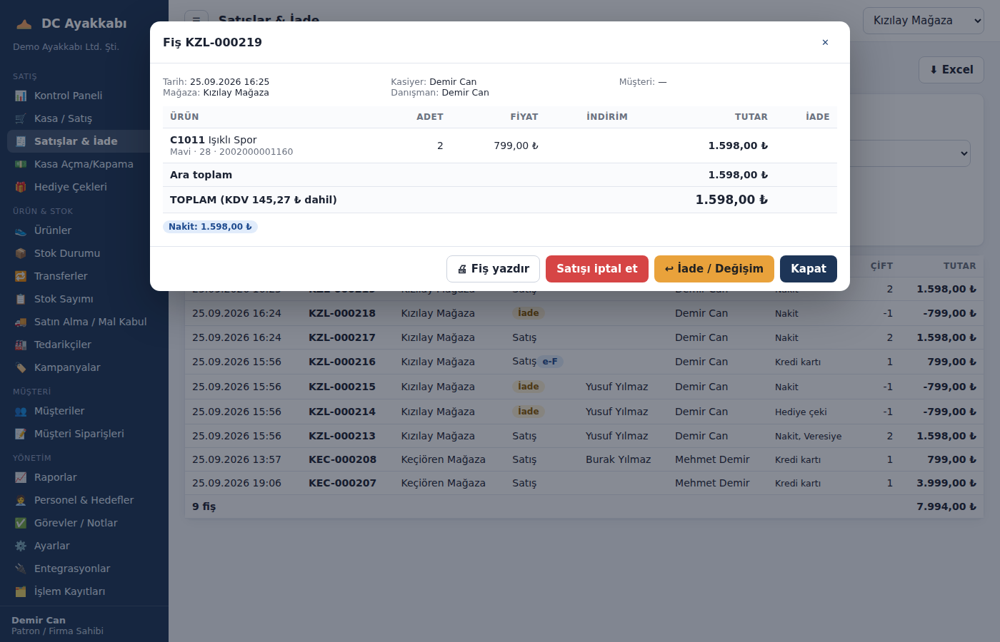 DC Ayakkabı
Demo Ayakkabı Ltd. Şti.
SATIŞ
Kontrol Paneli
Kasa / Satış
Satışlar & İade
Kasa Açma/Kapama
Hediye Çekleri
ÜRÜN & STOK
Ürünler
Stok Durumu
Transferler
Stok Sayımı
Satın Alma / Mal Kabul
Tedarikçiler
Kampanyalar
MÜŞTERİ
Müşteriler
Müşteri Siparişleri
YÖNETİM
Raporlar
Personel & Hedefler
Görevler / Notlar
Ayarlar
Entegrasyonlar
İşlem Kayıtları
Demir Can
Patron / Firma Sahibi
Satışlar & İade
Kızılay Mağaza
⬇ Excel
Fiş KZL-000219 ✕
Tarih: 25.09.2026 16:25 Kasiyer: Demir Can Müşteri: —
Mağaza: Kızılay Mağaza Danışman: Demir Can
ÜRÜN ADET FİYAT İNDİRİM TUTAR İADE
C1011 Işıklı Spor 2 799,00 ₺ 1.598,00 ₺
Mavi · 28 · 2002000001160
Ara toplam 1.598,00 ₺
TOPLAM (KDV 145,27 ₺ dahil) 1.598,00 ₺
Nakit: 1.598,00 ₺
🖨 Fiş yazdır Satışı iptal et ↩ İade / Değişim Kapat
ÇİFT TUTAR
25.09.2026 16:25 KZL-000219 Kızılay Mağaza Satış Demir Can Nakit 2 1.598,00 ₺
25.09.2026 16:24 KZL-000218 Kızılay Mağaza İade Demir Can Nakit -1 -799,00 ₺
25.09.2026 16:24 KZL-000217 Kızılay Mağaza Satış Demir Can Nakit 2 1.598,00 ₺
25.09.2026 15:56 KZL-000216 Kızılay Mağaza Satış e-F Demir Can Kredi kartı 1 799,00 ₺
25.09.2026 15:56 KZL-000215 Kızılay Mağaza İade Yusuf Yılmaz Demir Can Nakit -1 -799,00 ₺
25.09.2026 15:56 KZL-000214 Kızılay Mağaza İade Yusuf Yılmaz Demir Can Hediye çeki -1 -799,00 ₺
25.09.2026 15:56 KZL-000213 Kızılay Mağaza Satış Yusuf Yılmaz Demir Can Nakit, Veresiye 2 1.598,00 ₺
25.09.2026 13:57 KEC-000208 Keçiören Mağaza Satış Burak Yılmaz Mehmet Demir Kredi kartı 1 799,00 ₺
25.09.2026 19:06 KEC-000207 Keçiören Mağaza Satış Mehmet Demir Kredi kartı 1 3.999,00 ₺
9 fiş 7.994,00 ₺